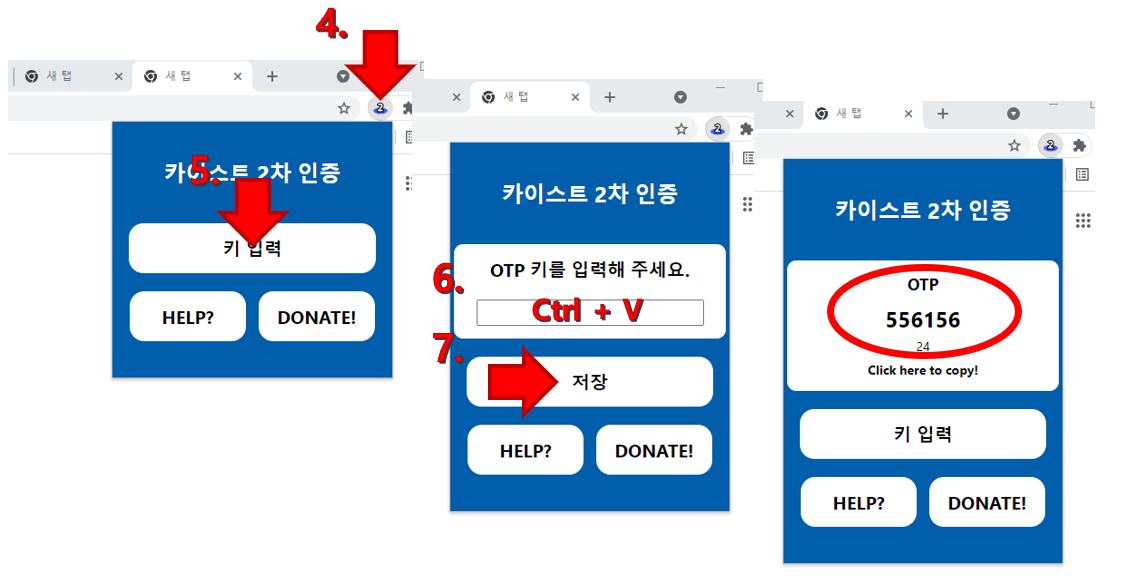 4.
새 탭
새 탭
2
카이스트 2차 인증
5.
키 입력
HELP?
DONATE!
새 탭
2
카이스트 2차 인증
6.
OTP 키를 입력해 주세요.
Ctrl + V
7.
저장
HELP?
DONATE!
새 탭
2
카이스트 2차 인증
OTP
556156
24
Click here to copy!
키 입력
HELP?
DONATE!